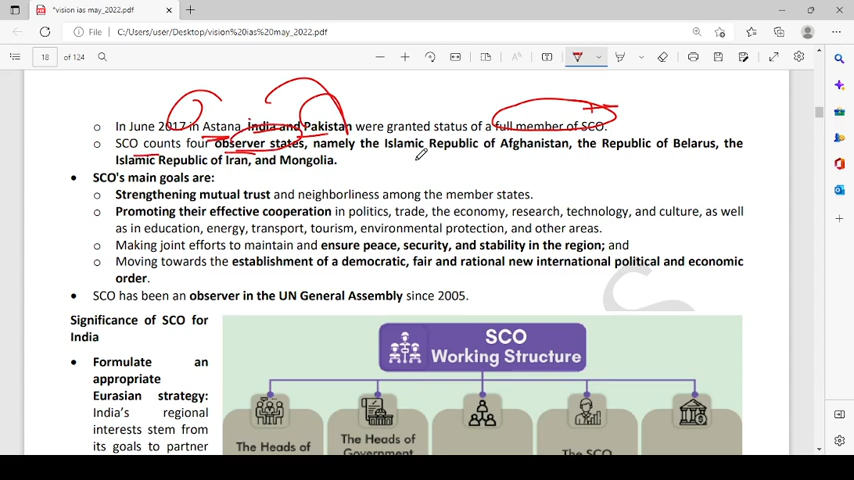 *vision ias may_2022.pdf
C:/Users/user/Desktop/vision%20ias%20may_2022.pdf
18 of 124
o In June 2017 in Astana, India and Pakistan were granted status of a full member of SCO.
o SCO counts four observer states, namely the Islamic Republic of Afghanistan, the Republic of Belarus, the
Islamic Republic of Iran, and Mongolia.
• SCO's main goals are:
o Strengthening mutual trust and neighborliness among the member states.
o Promoting their effective cooperation in politics, trade, the economy, research, technology, and culture, as well
as in education, energy, transport, tourism, environmental protection, and other areas.
o Making joint efforts to maintain and ensure peace, security, and stability in the region; and
o Moving towards the establishment of a democratic, fair and rational new international political and economic
order.
• SCO has been an observer in the UN General Assembly since 2005.
Significance of SCO for
India
• Formulate an
appropriate
Eurasian strategy:
India's regional
interests stem from
its goals to partner
SCO
Working Structure
The Heads of
The Heads of
Government
The SCO